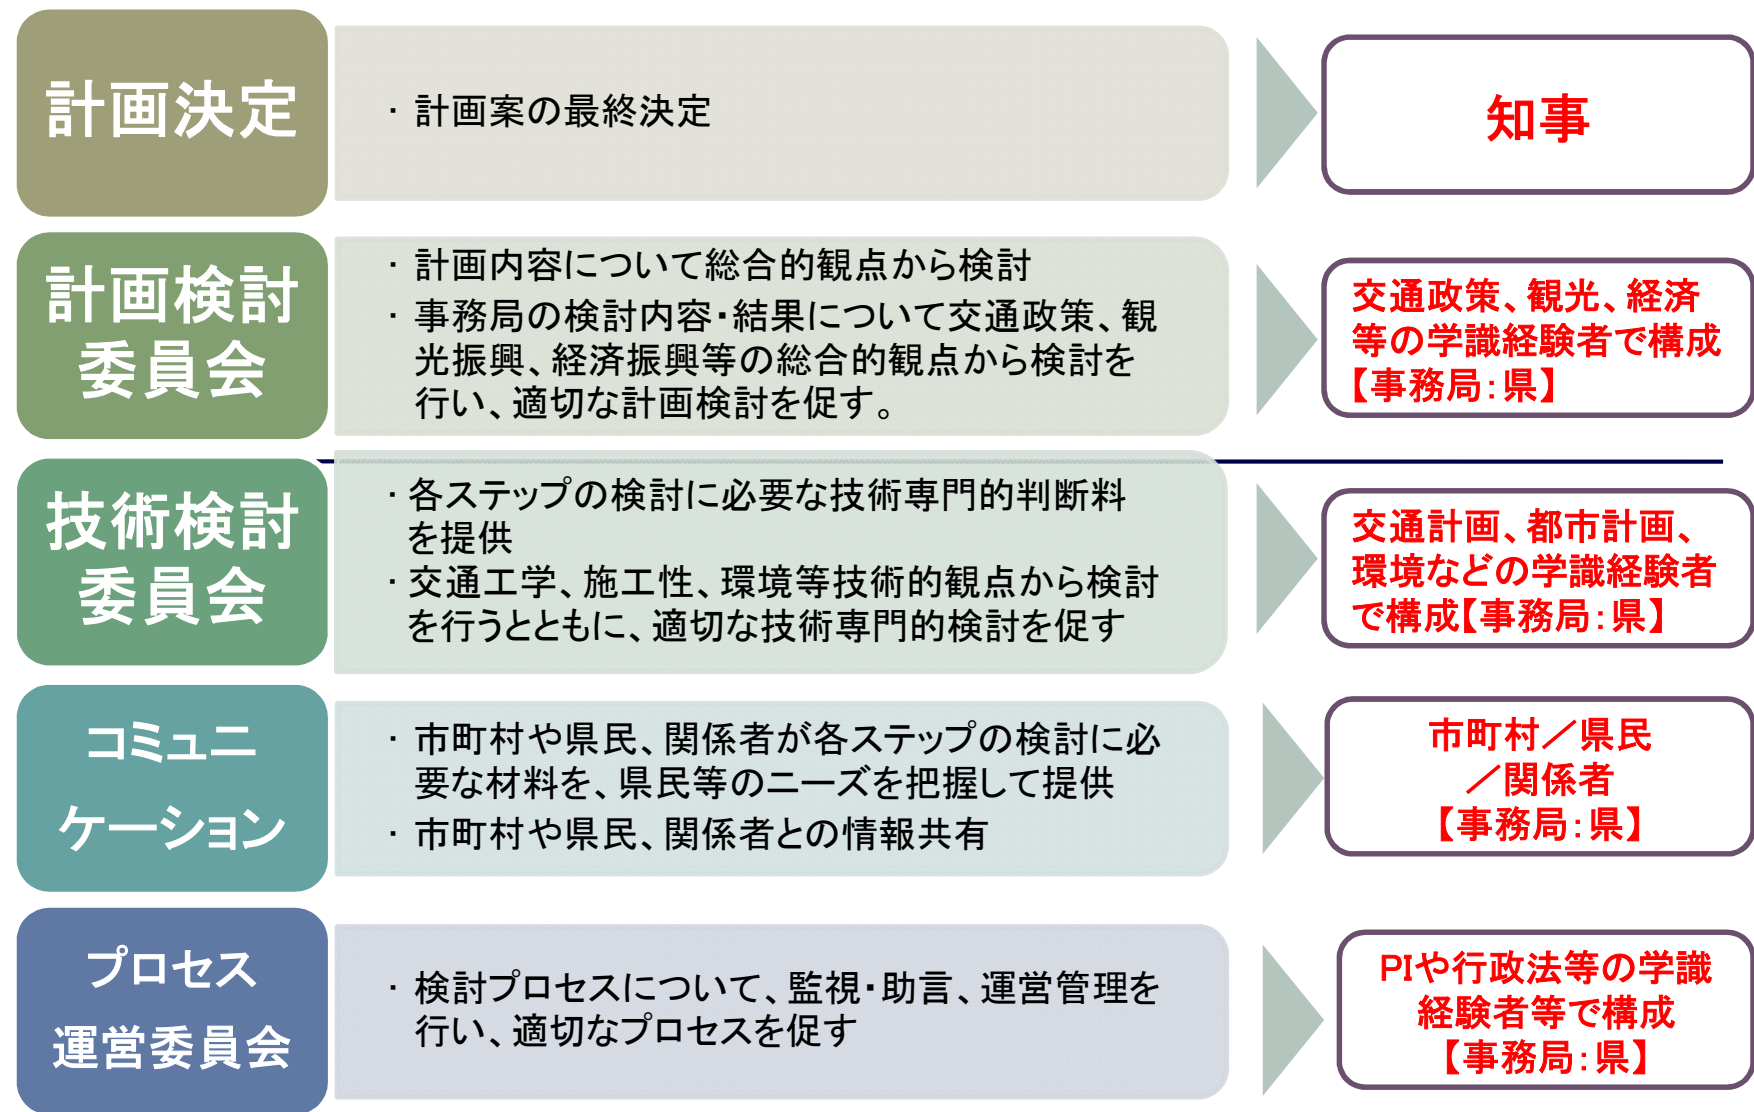 計画決定
・計画案の最終決定
知事
計画検討
委員会
・計画内容について総合的観点から検討
・事務局の検討内容・結果について交通政策、観
光振興、経済振興等の総合的観点から検討を
行い、適切な計画検討を促す。
交通政策、観光、経済
等の学識経験者で構成
【事務局:県】
技術検討
委員会
・各ステップの検討に必要な技術専門的判断料
を提供
・交通工学、施工性、環境等技術的観点から検討
を行うとともに、適切な技術専門的検討を促す
交通計画、都市計画、
環境などの学識経験者
で構成【事務局:県】
コミュニ
ケーション
・市町村や県民、関係者が各ステップの検討に必
要な材料を、県民等のニーズを把握して提供
・市町村や県民、関係者との情報共有
市町村／県民
／関係者
【事務局:県】
プロセス
運営委員会
・検討プロセスについて、監視・助言、運営管理を
行い、適切なプロセスを促す
PIや行政法等の学識
経験者等で構成
【事務局:県】